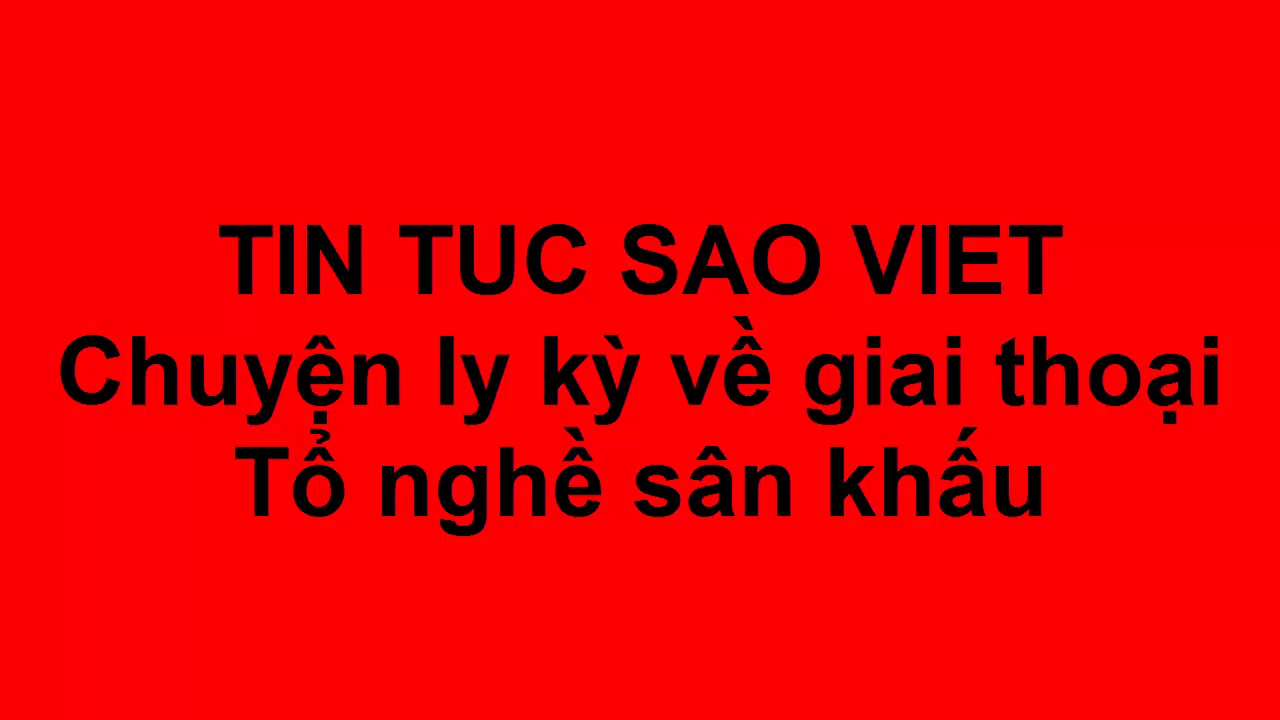 TIN TUC SAO VIET
Chuyện ly kỳ về giai thoại
Tổ nghề sân khấu